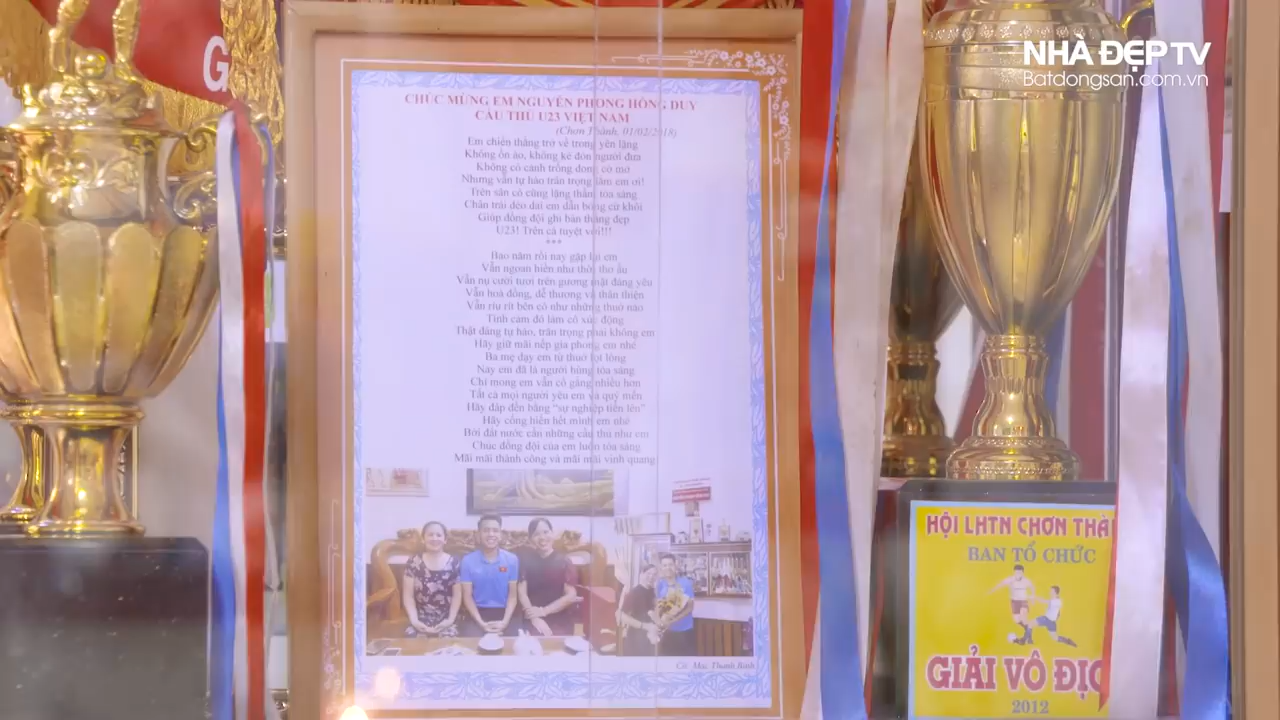 G
NHÀ ĐẸP TV
Batdongsan.com.vn
CHÚC MỪNG EM NGUYỄN PHONG HỒNG DUY
CẦU THỦ U23 VIỆT NAM
(Chơn Thành, 01/02/2018)
Em chiến thắng trở về trong yên lặng
Không ồn ào, không kẻ đón người đưa
Không có cảnh trống dong cờ mở
Nhưng vẫn tự hào trân trọng lắm em ơi!
Trên sân cỏ cũng lặng thầm tỏa sáng
Chân trái dẻo dai em dẫn bóng cừ khôi
Giúp đồng đội ghi bàn thắng đẹp
U23! Trên cả tuyệt vời!!!
***
Bao năm rồi nay gặp lại em
Vẫn ngoan hiền như thời thơ ấu
Vẫn nụ cười tươi trên gương mặt đáng yêu
Vẫn hoà đồng, dễ thương và thân thiện
Vẫn ríu rít bên cô như những thuở nào
Tình cảm đó làm cô xúc động
Thật đáng tự hào, trân trọng phải không em
Hãy giữ mãi nếp gia phong em nhé
Ba mẹ dạy em từ thuở lọt lòng
Nay em đã là người hùng tỏa sáng
Chỉ mong em vẫn cố gắng nhiều hơn
Tất cả mọi người yêu em và quý mến
Hãy đáp đền bằng “sự nghiệp tiến lên”
Hãy cống hiến hết mình em nhé
Bởi đất nước cần những cầu thủ như em
Chúc đồng đội của em luôn tỏa sáng
Mãi mãi thành công và mãi mãi vinh quang
Cô: Mai Thanh Bình
HỘI LHTN CHƠN THÀ
BAN TỔ CHỨC
GIẢI VÔ ĐỊC
2012